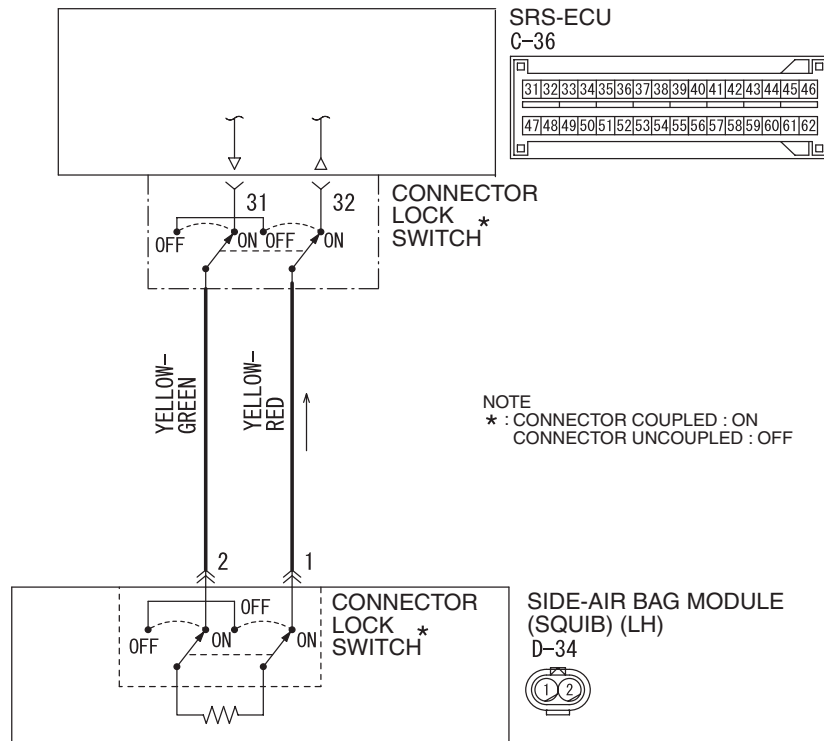 SRS-ECU
C-36
31 32 33 34 35 36 37 38 39 40 41 42 43 44 45 46
47 48 49 50 51 52 53 54 55 56 57 58 59 60 61 62
31 32
CONNECTOR
LOCK
SWITCH *
OFF ON OFF ON
YELLOW-
GREEN
YELLOW-
RED
NOTE
* : CONNECTOR COUPLED : ON
CONNECTOR UNCOUPLED : OFF
2 1
CONNECTOR
LOCK
SWITCH *
OFF ON OFF ON
SIDE-AIR BAG MODULE
(SQUIB) (LH)
D-34
1 2